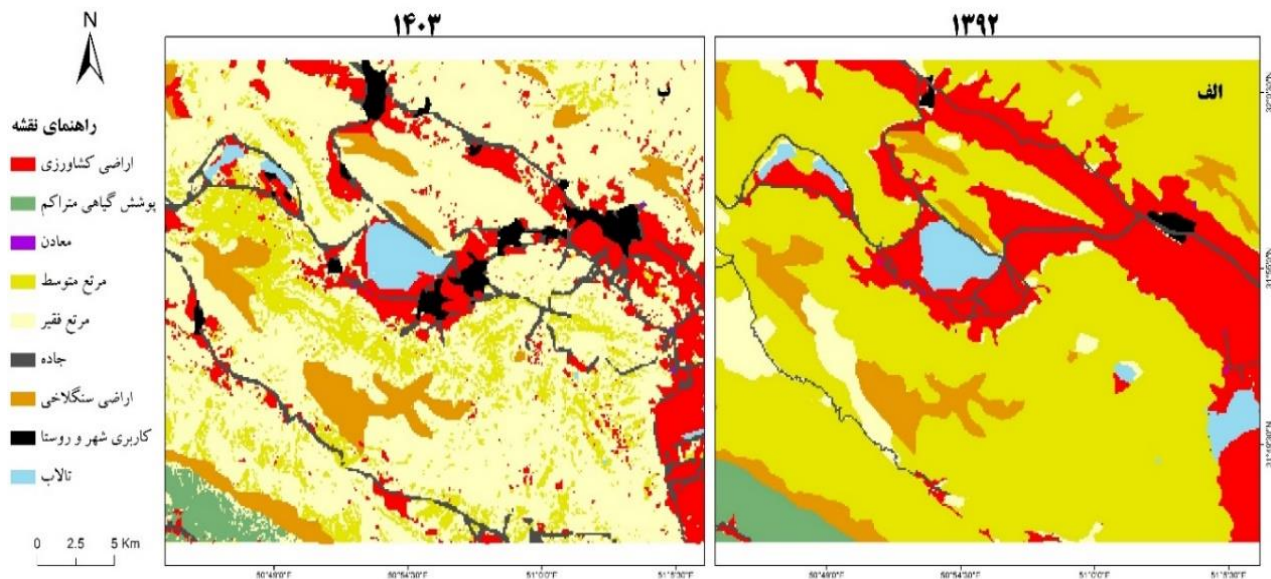 ۱۴۰۳
۱۳۹۲
N
الف
ب
راهنمای نقشه
اراضی کشاورزی
پوشش گیاهی متراکم
معادن
مرتع متوسط
مرتع فقیر
جاده
اراضی سنگلاخی
کاربری شهر و روستا
تالاب
0 2.5 5 Km